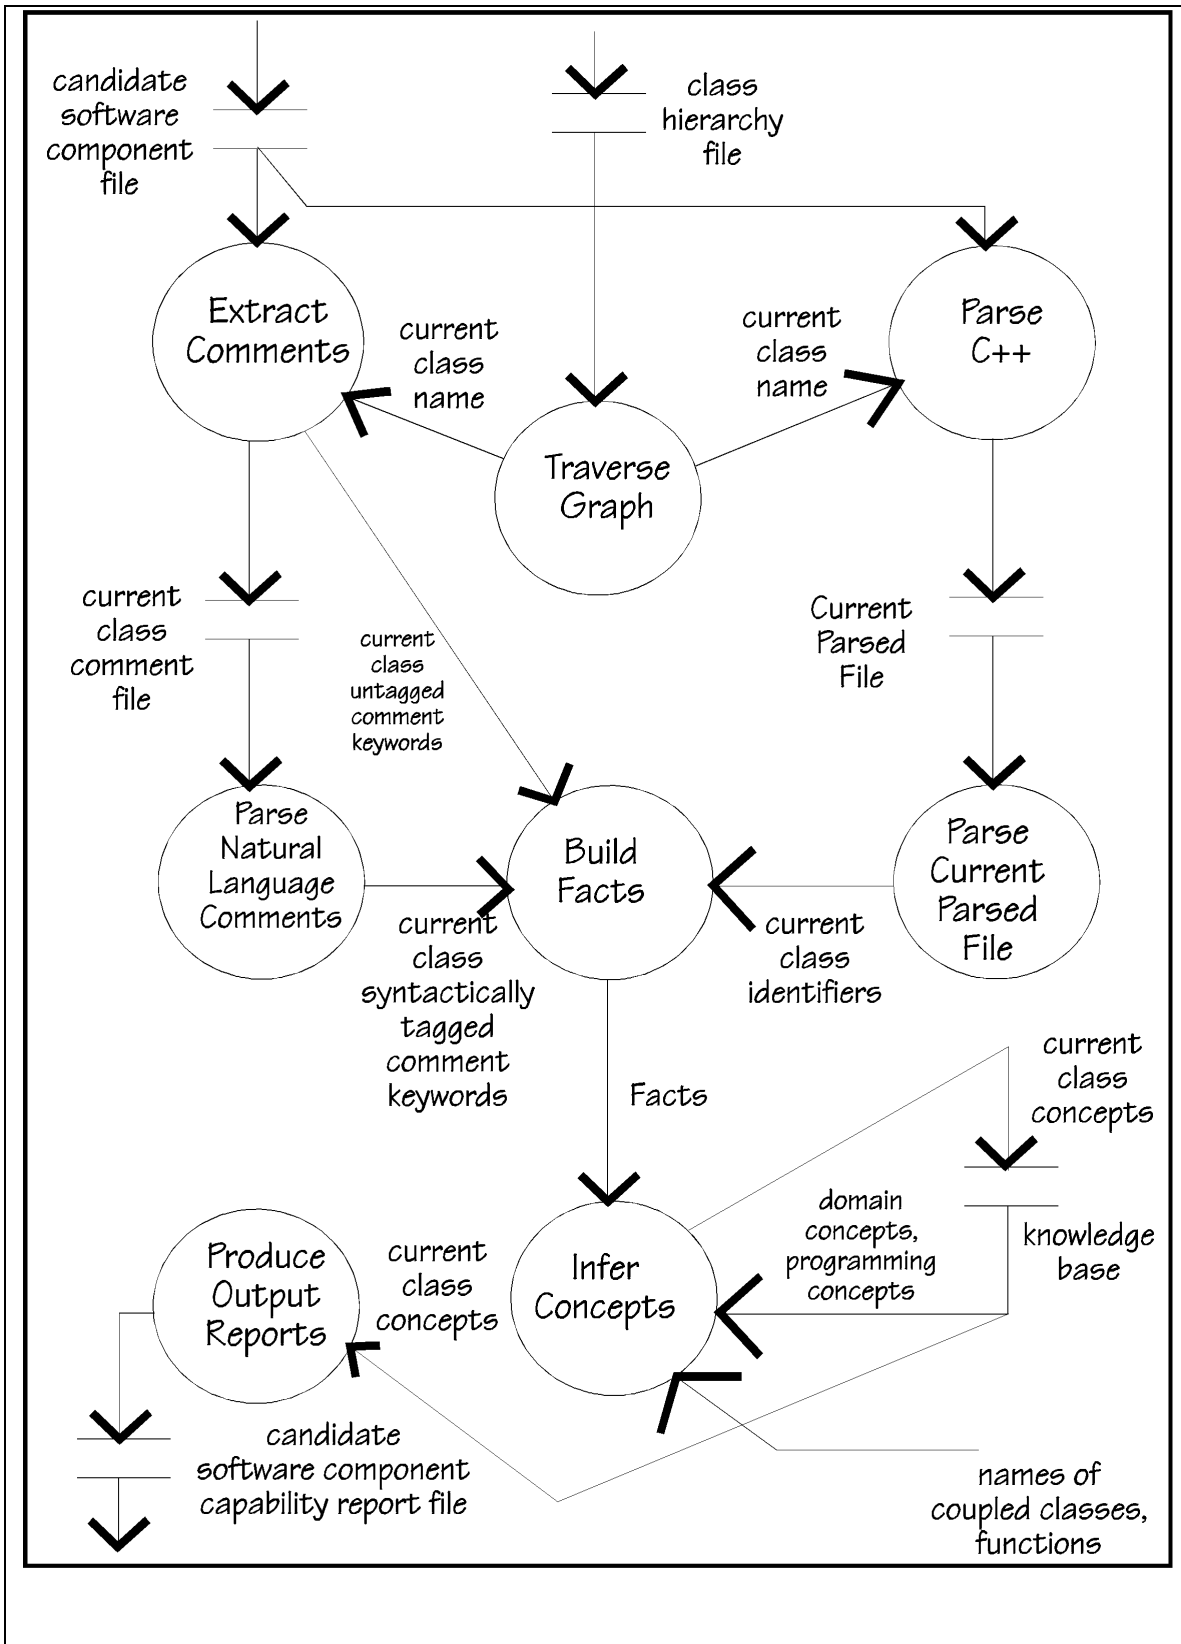 candidate
software
component
file
class
hierarchy
file
Extract
Comments
current
class
name
current
class
name
Parse
C++
Traverse
Graph
current
class
comment
file
current
class
untagged
comment
keywords
Current
Parsed
File
Parse
Natural
Language
Comments
Build
Facts
Parse
Current
Parsed
File
current
class
syntactically
tagged
comment
keywords
current
class
identifiers
Facts
current
class
concepts
domain
concepts,
programming
concepts
knowledge
base
Produce
Output
Reports
current
class
concepts
Infer
Concepts
candidate
software component
capability report file
names of
coupled classes,
functions